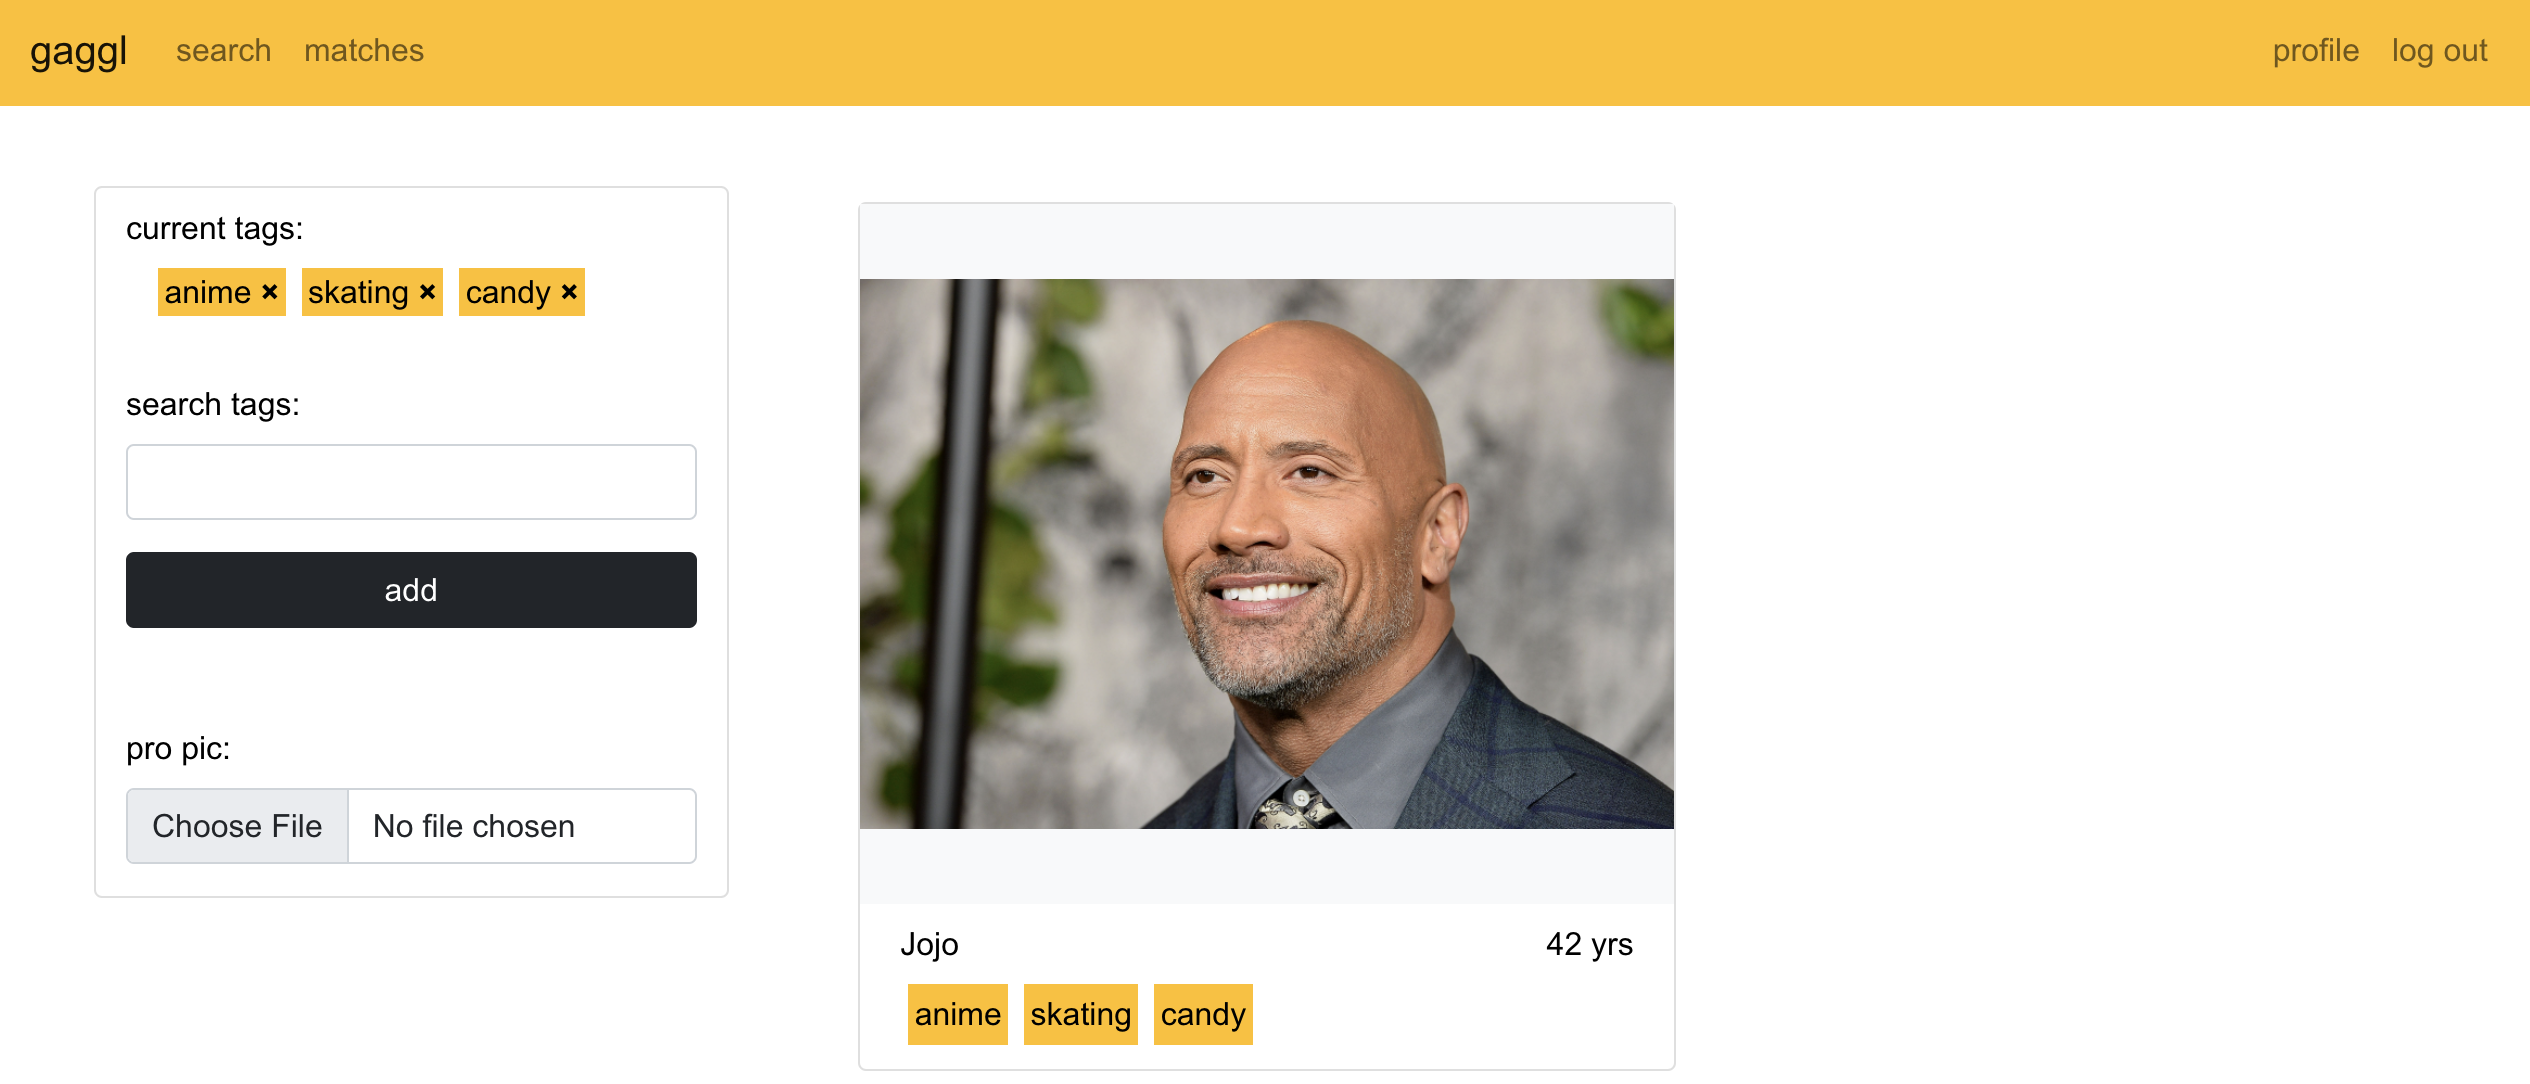 gaggl search matches profile log out
current tags:
anime × skating × candy ×
search tags:
add
pro pic:
Choose File No file chosen
Jojo 42 yrs
anime skating candy